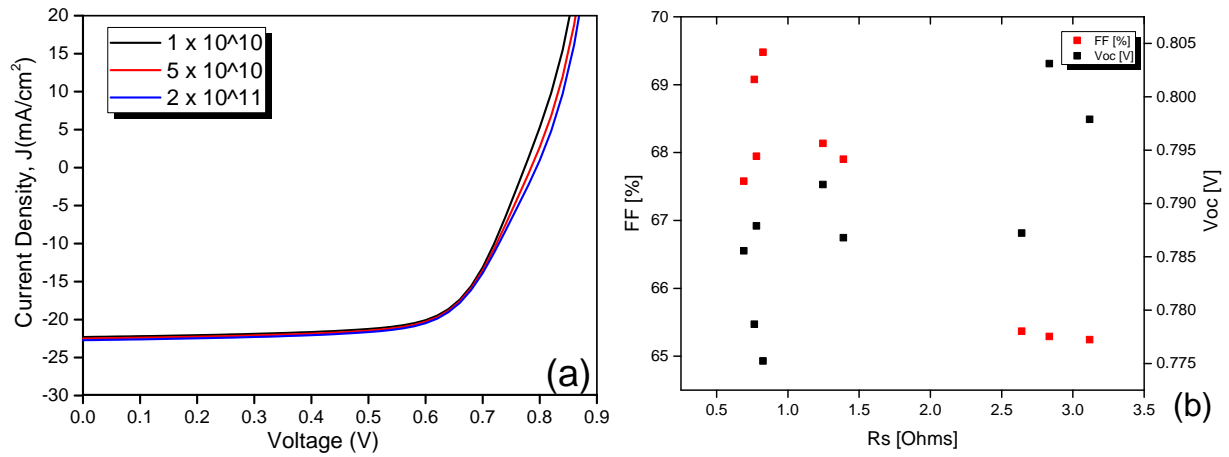 20
15
10
5
0
-5
-10
-15
-20
-25
-30
Current Density, J(mA/cm²)
1 x 10^10
5 x 10^10
2 x 10^11
(a)
0.0 0.1 0.2 0.3 0.4 0.5 0.6 0.7 0.8 0.9
Voltage (V)
70
69
68
67
66
65
FF [%]
FF [%]
Voc [V]
0.805
0.800
0.795
0.790
0.785
0.780
0.775
Voc [V]
0.5 1.0 1.5 2.0 2.5 3.0 3.5
Rs [Ohms]
(b)